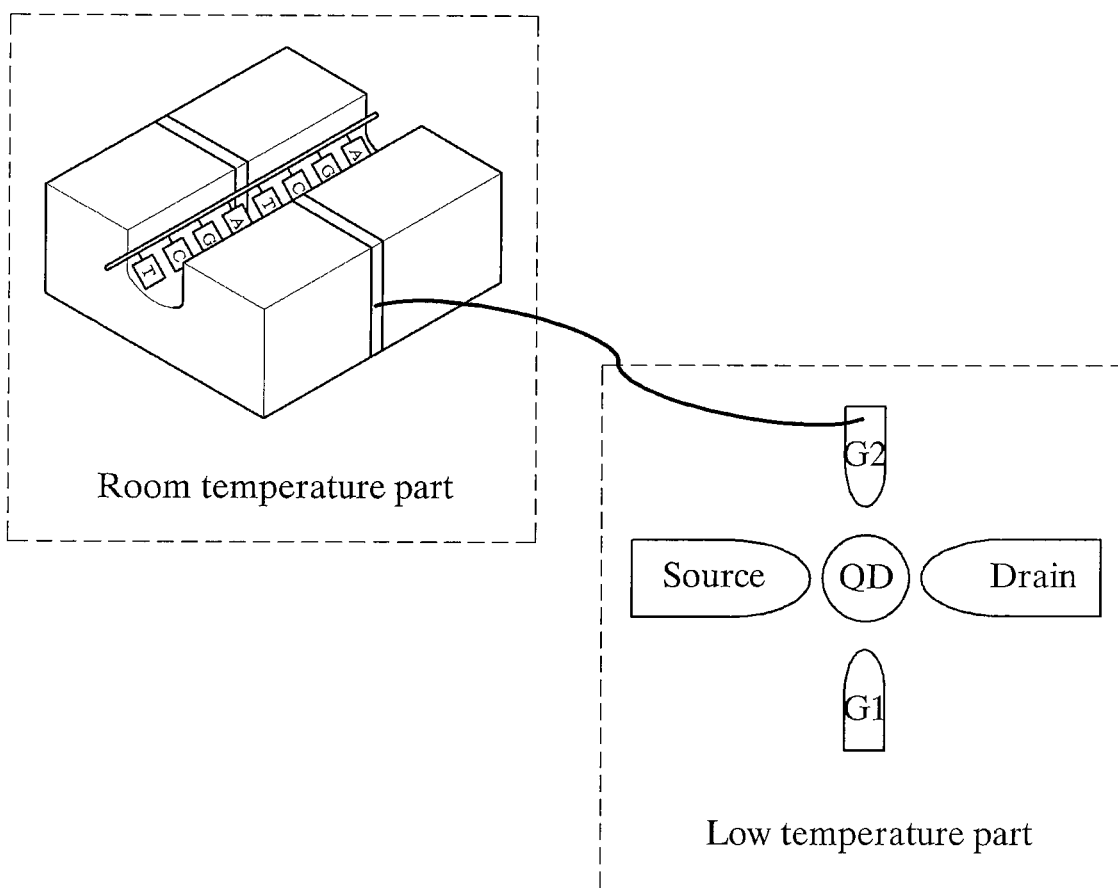 T C G A T C G A
Room temperature part
G2
Source QD Drain
G1
Low temperature part